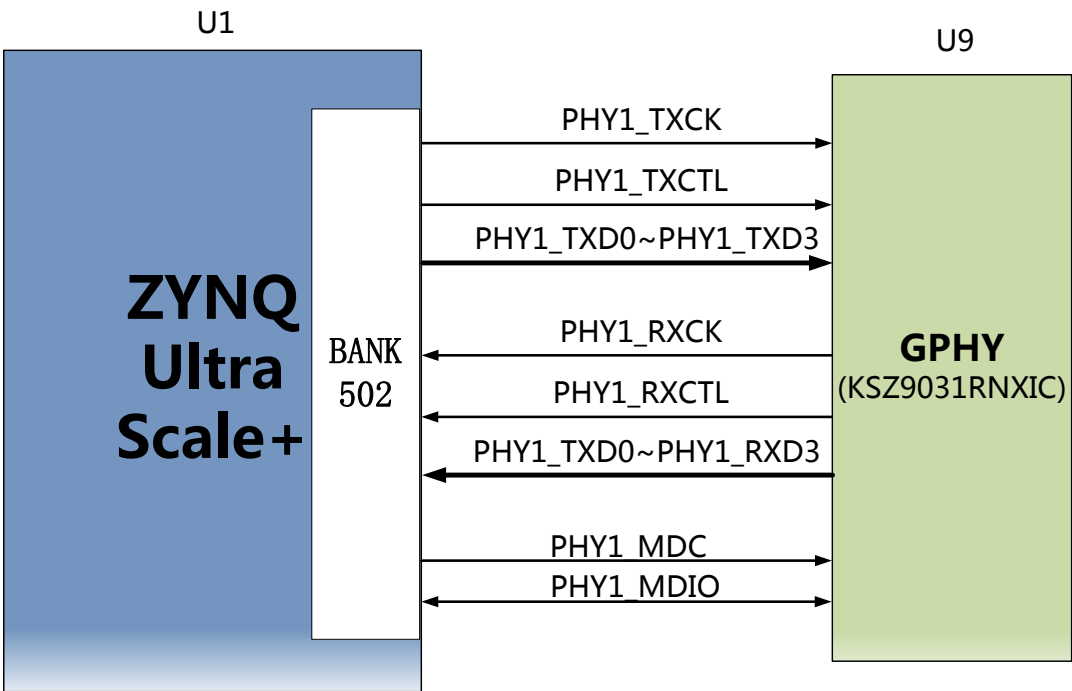 U1
U9
PHY1_TXCK
PHY1_TXCTL
PHY1_TXD0~PHY1_TXD3
ZYNQ
Ultra
Scale+
BANK
502
PHY1_RXCK
PHY1_RXCTL
PHY1_TXD0~PHY1_RXD3
GPHY
(KSZ9031RNXIC)
PHY1_MDC
PHY1_MDIO